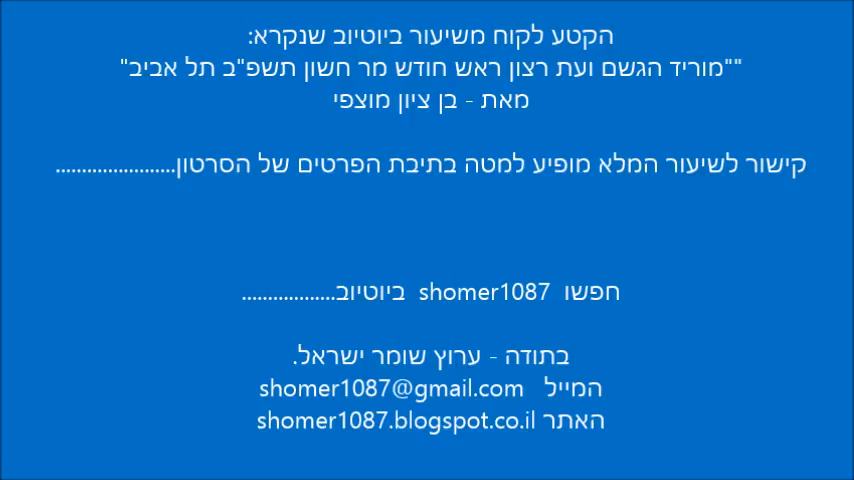 הקטע לקוח משיעור ביוטיוב שנקרא:
""מוריד הגשם ועת רצון ראש חודש מר חשון תשפ"ב תל אביב"
מאת - בן ציון מוצפי
קישור לשיעור המלא מופיע למטה בתיבת הפרטים של הסרטון.......................
חפשו shomer1087 ביוטיוב..................
בתודה - ערוץ שומר ישראל.
המייל shomer1087@gmail.com
האתר shomer1087.blogspot.co.il